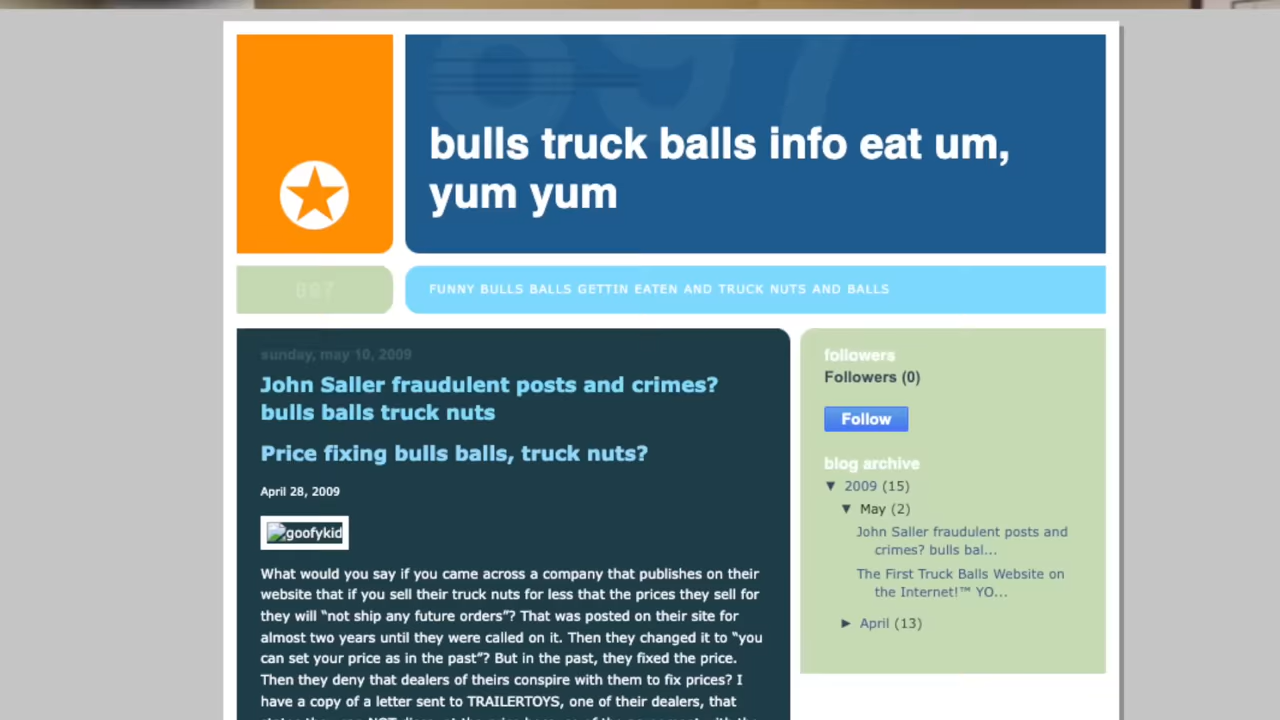 bulls truck balls info eat um,
yum yum
897
FUNNY BULLS BALLS GETTIN EATEN AND TRUCK NUTS AND BALLS
sunday, may 10, 2009
John Saller fraudulent posts and crimes?
bulls balls truck nuts
Price fixing bulls balls, truck nuts?
April 28, 2009
goofykid
What would you say if you came across a company that publishes on their
website that if you sell their truck nuts for less that the prices they sell for
they will “not ship any future orders”? That was posted on their site for
almost two years until they were called on it. Then they changed it to “you
can set your price as in the past”? But in the past, they fixed the price.
Then they deny that dealers of theirs conspire with them to fix prices? I
have a copy of a letter sent to TRAILERTOYS, one of their dealers, that
followers
Followers (0)
Follow
blog archive
▼ 2009 (15)
▼ May (2)
John Saller fraudulent posts and
crimes? bulls bal...
The First Truck Balls Website on
the Internet!™ YO...
► April (13)